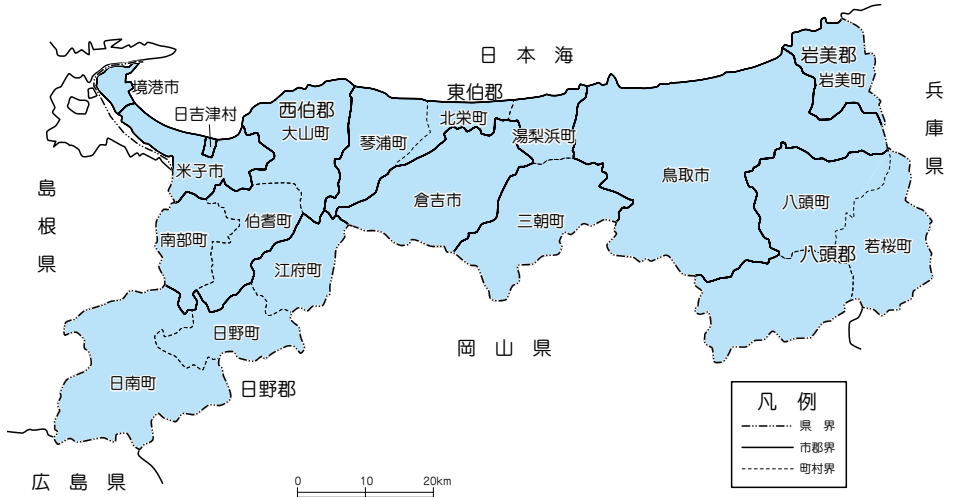 日本海
岩美郡
岩美町
兵庫県
境港市
日吉津村
西伯郡
大山町
東伯郡
北栄町
琴浦町
湯梨浜町
米子市
鳥取市
島根県
倉吉市
八頭町
伯耆町
三朝町
南部町
八頭郡
若桜町
江府町
日野町
岡山県
日南町
日野郡
凡例
県界
市郡界
町村界
広島県
0 10 20km